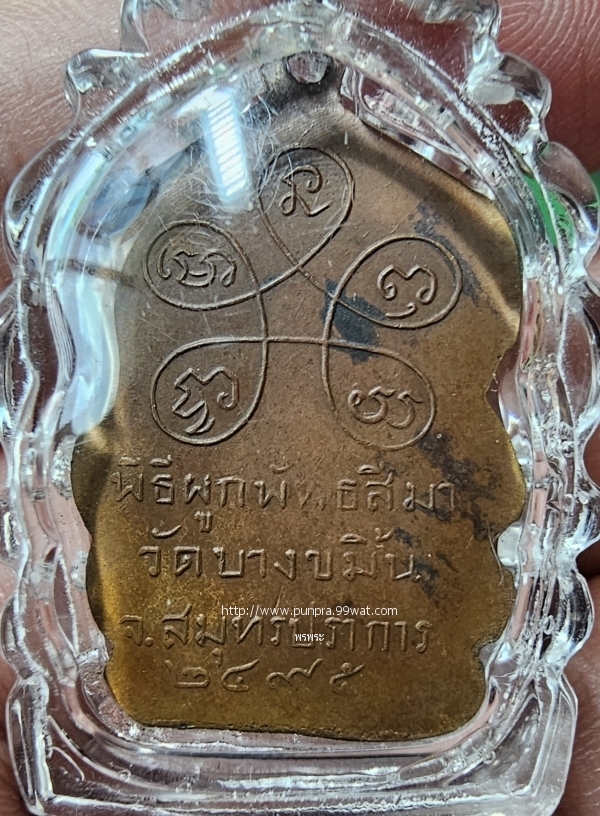 พิธีผูกพัทธสีมา
วัดบางขมิ้น
http://www.punpra.99wat.com
จ.สมุทรปราการ
พรพระ
๒๔๙๕